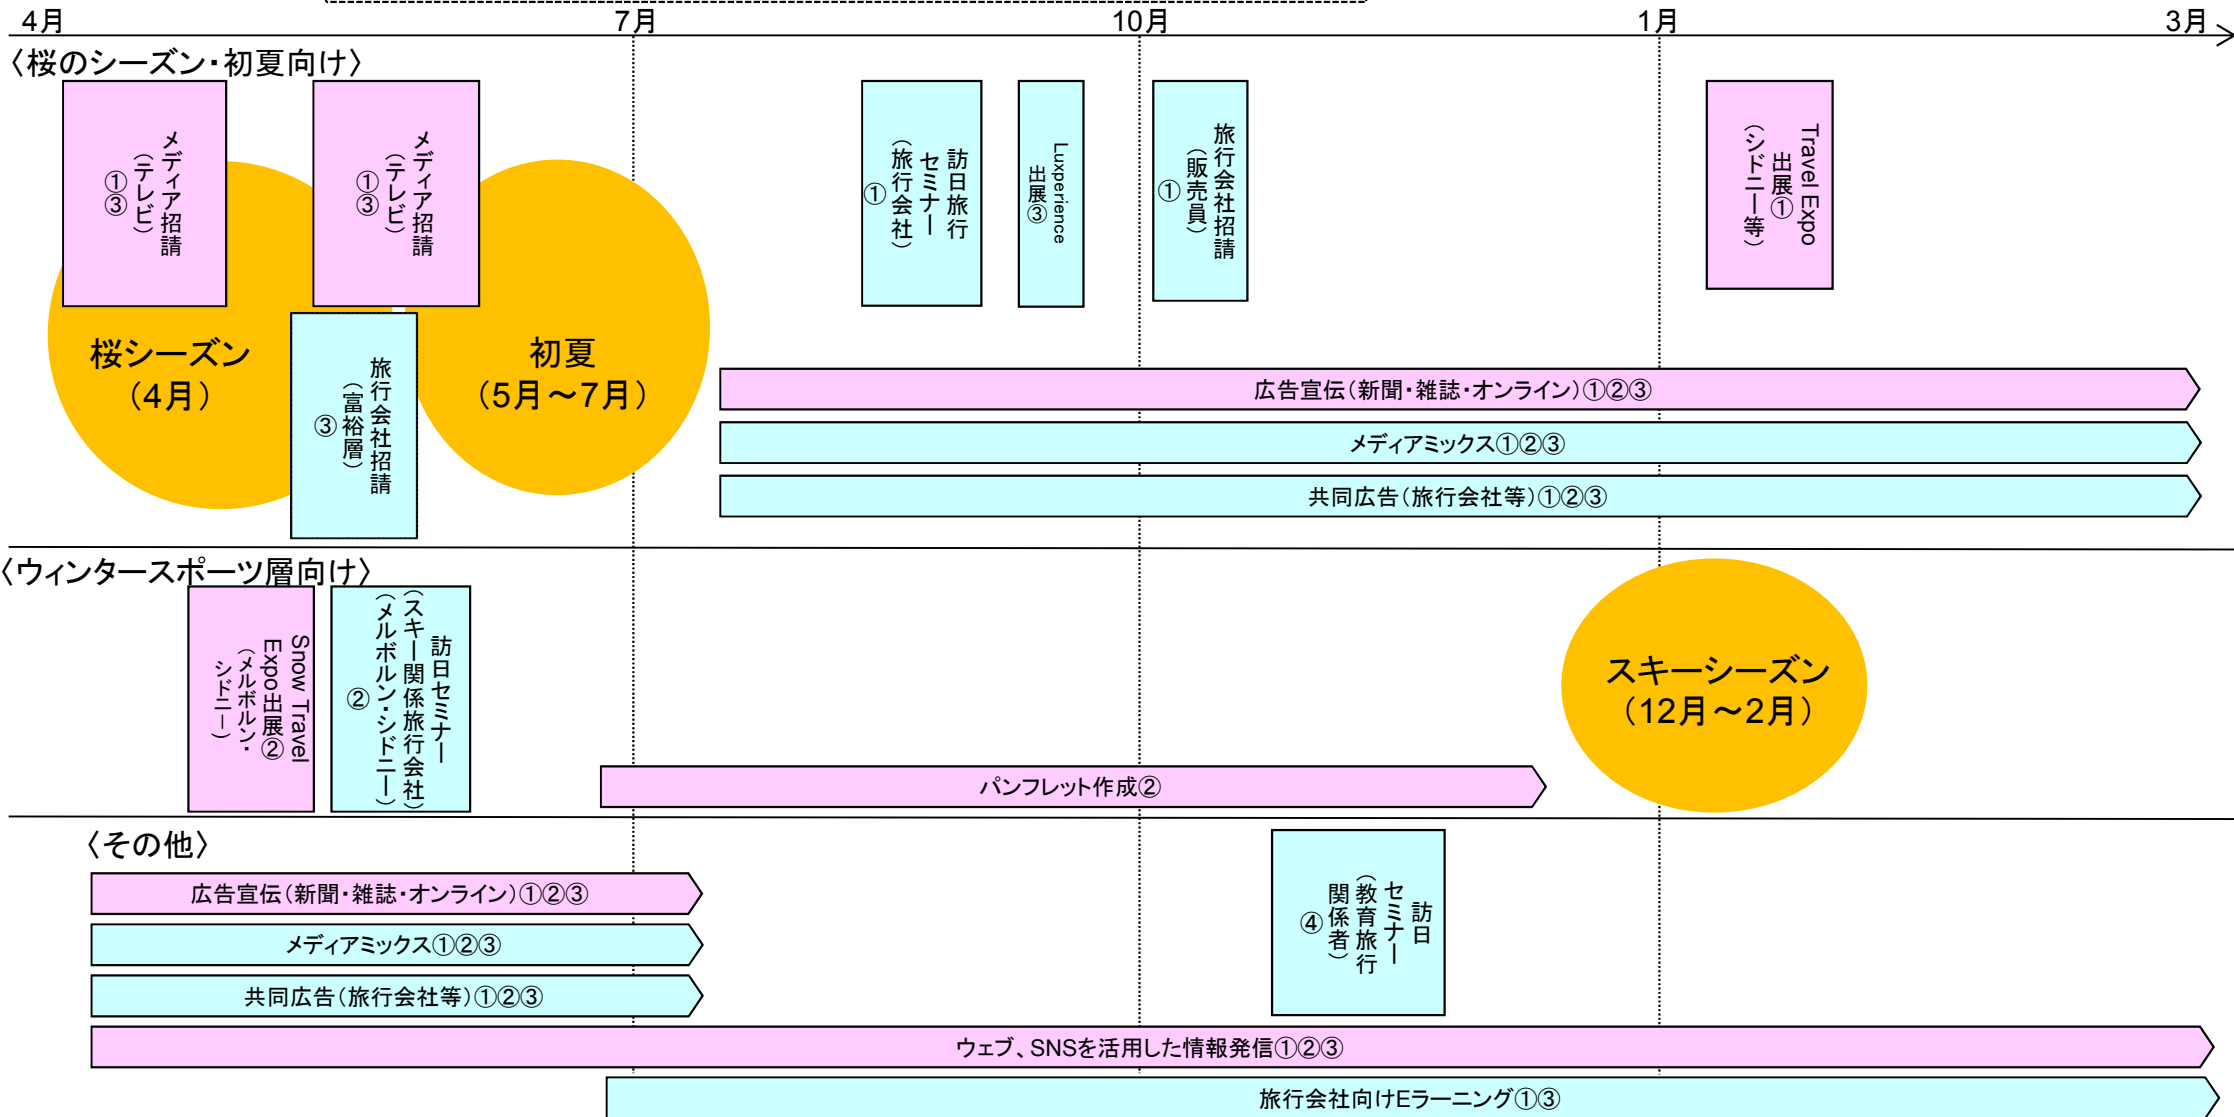 4月
7月
10月
1月
3月
〈桜のシーズン・初夏向け〉
メディア招請
（テレビ）
①③
メディア招請
（テレビ）
①③
訪日旅行
セミナー
（旅行会社）
①
Luxperience
出展③
旅行会社招請
（販売員）
①
Travel Expo
出展①
（シドニー等）
桜シーズン
（4月）
初夏
（5月～7月）
旅行会社招請
（富裕層）
③
広告宣伝（新聞・雑誌・オンライン）①②③
メディアミックス①②③
共同広告（旅行会社等）①②③
〈ウィンタースポーツ層向け〉
Snow Travel
Expo出展②
（メルボルン・
シドニー）
訪日セミナー
（スキー関係旅行会社）
（メルボルン・シドニー）
②
スキーシーズン
（12月～2月）
パンフレット作成②
〈その他〉
広告宣伝（新聞・雑誌・オンライン）①②③
メディアミックス①②③
共同広告（旅行会社等）①②③
訪日
セミナー
（教育旅行
関係者）
④
ウェブ、SNSを活用した情報発信①②③
旅行会社向けEラーニング①③